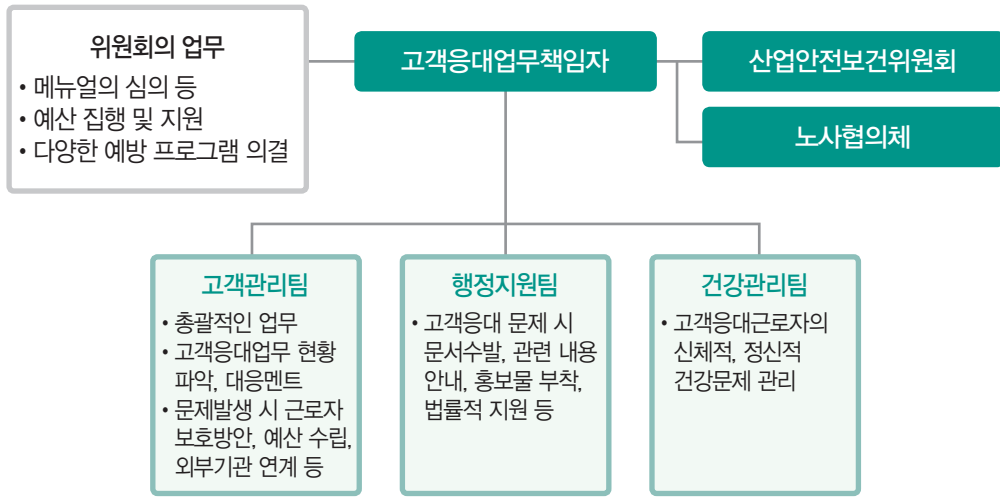 위원회의 업무
• 메뉴얼의 심의 등
• 예산 집행 및 지원
• 다양한 예방 프로그램 의결
고객응대업무책임자
산업안전보건위원회
노사협의체
고객관리팀
• 총괄적인 업무
• 고객응대업무 현황
파악, 대응멘트
• 문제발생 시 근로자
보호방안, 예산 수립,
외부기관 연계 등
행정지원팀
• 고객응대 문제 시
문서수발, 관련 내용
안내, 홍보물 부착,
법률적 지원 등
건강관리팀
• 고객응대근로자의
신체적, 정신적
건강문제 관리